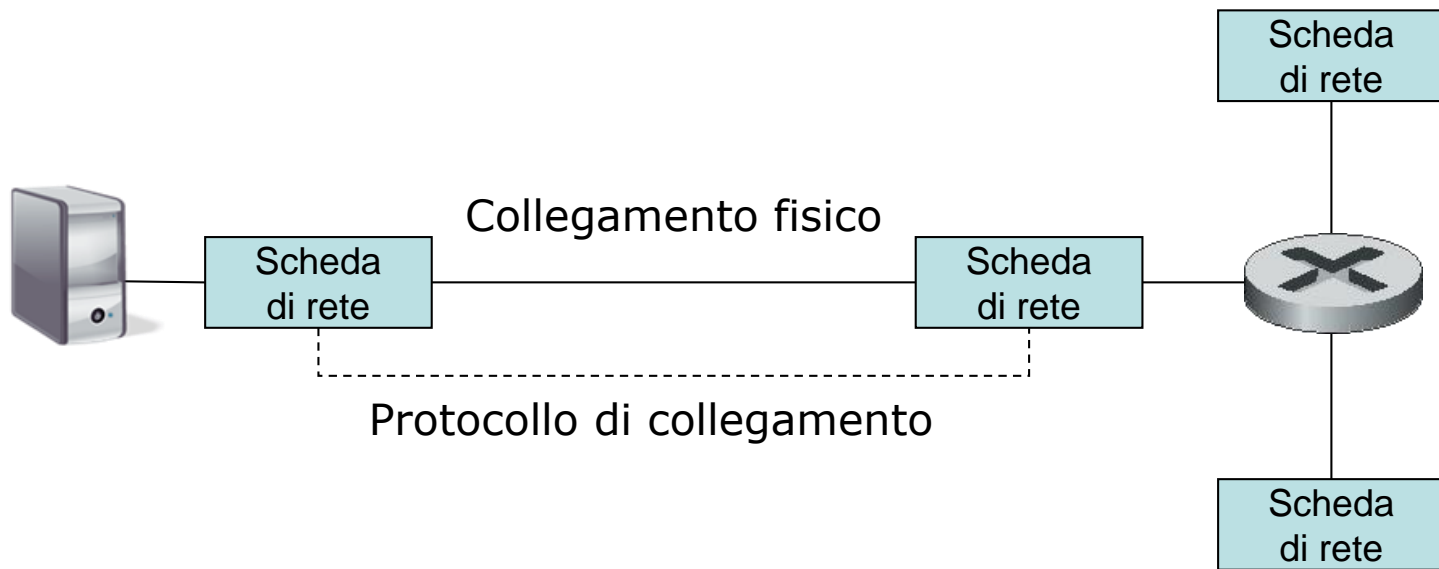 Scheda
di rete
Collegamento fisico
Scheda
di rete
Scheda
di rete
Protocollo di collegamento
Scheda
di rete